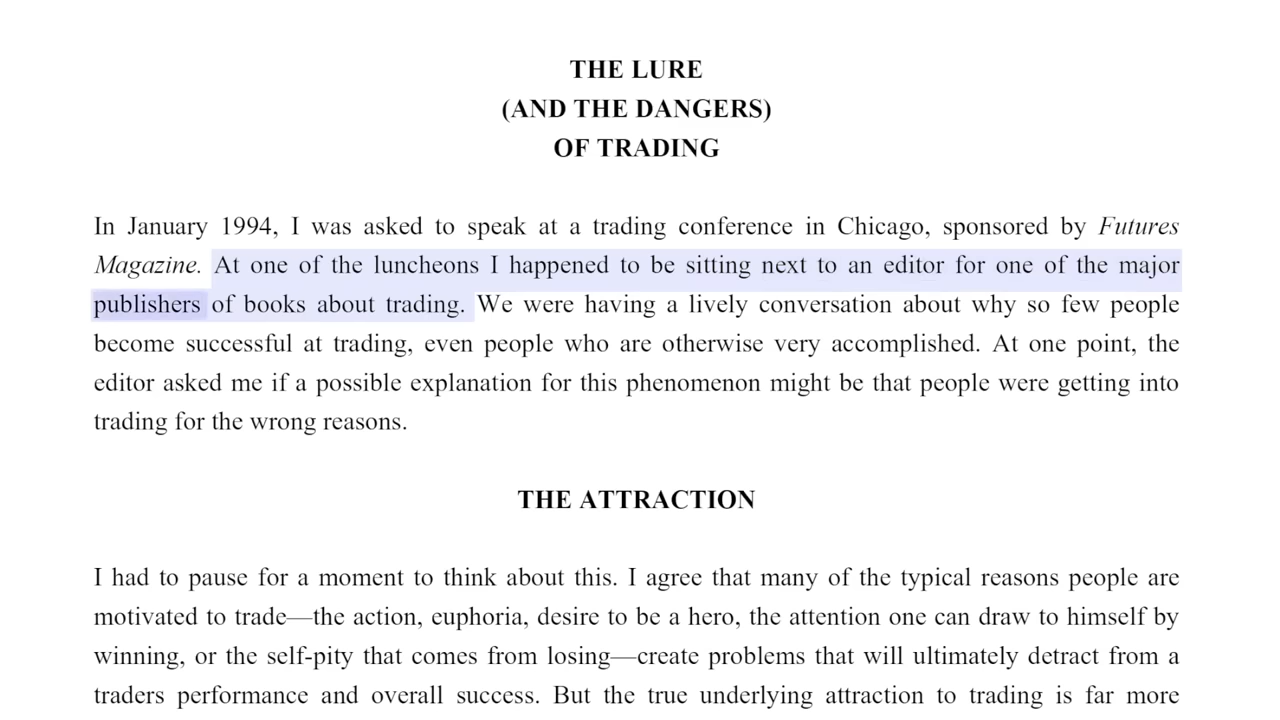 THE LURE
(AND THE DANGERS)
OF TRADING
In January 1994, I was asked to speak at a trading conference in Chicago, sponsored by Futures
Magazine. At one of the luncheons I happened to be sitting next to an editor for one of the major
publishers of books about trading. We were having a lively conversation about why so few people
become successful at trading, even people who are otherwise very accomplished. At one point, the
editor asked me if a possible explanation for this phenomenon might be that people were getting into
trading for the wrong reasons.
THE ATTRACTION
I had to pause for a moment to think about this. I agree that many of the typical reasons people are
motivated to trade—the action, euphoria, desire to be a hero, the attention one can draw to himself by
winning, or the self-pity that comes from losing—create problems that will ultimately detract from a
traders performance and overall success. But the true underlying attraction to trading is far more